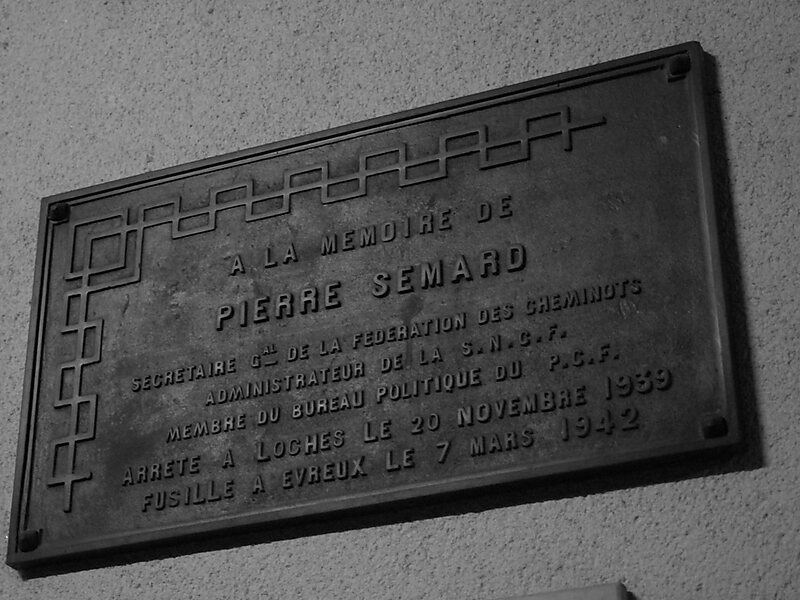 A LA MEMOIRE DE
PIERRE SEMARD
SECRETAIRE GAL DE LA FEDERATION DES CHEMINOTS
ADMINISTRATEUR DE LA S.N.C.F.
MEMBRE DU BUREAU POLITIQUE DU P.C.F.
ARRETE A LOCHES LE 20 NOVEMBRE 1939
FUSILLE A EVREUX LE 7 MARS 1942